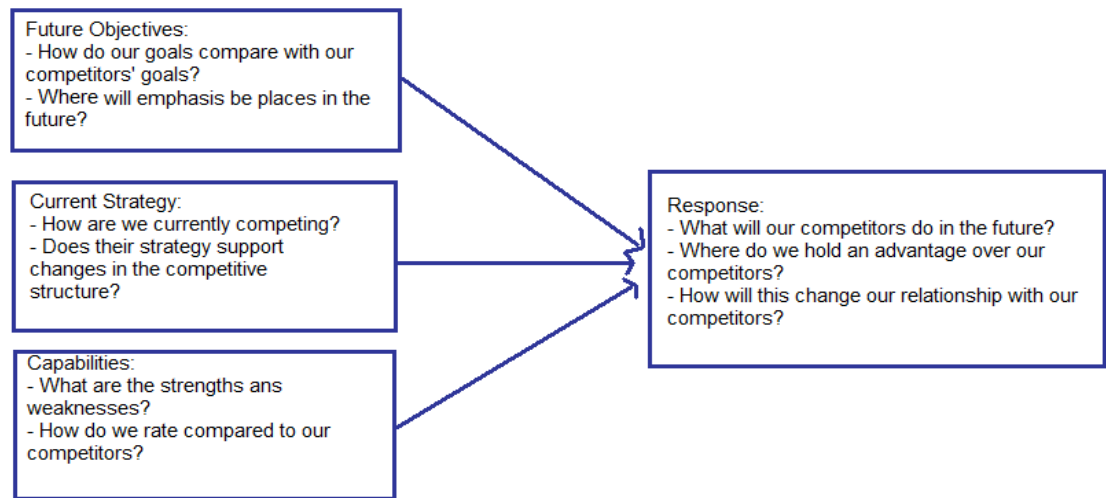 Future Objectives:
- How do our goals compare with our
competitors' goals?
- Where will emphasis be places in the
future?
Current Strategy:
- How are we currently competing?
- Does their strategy support
changes in the competitive
structure?
Capabilities:
- What are the strengths ans
weaknesses?
- How do we rate compared to our
competitors?
Response:
- What will our competitors do in the future?
- Where do we hold an advantage over our
competitors?
- How will this change our relationship with our
competitors?